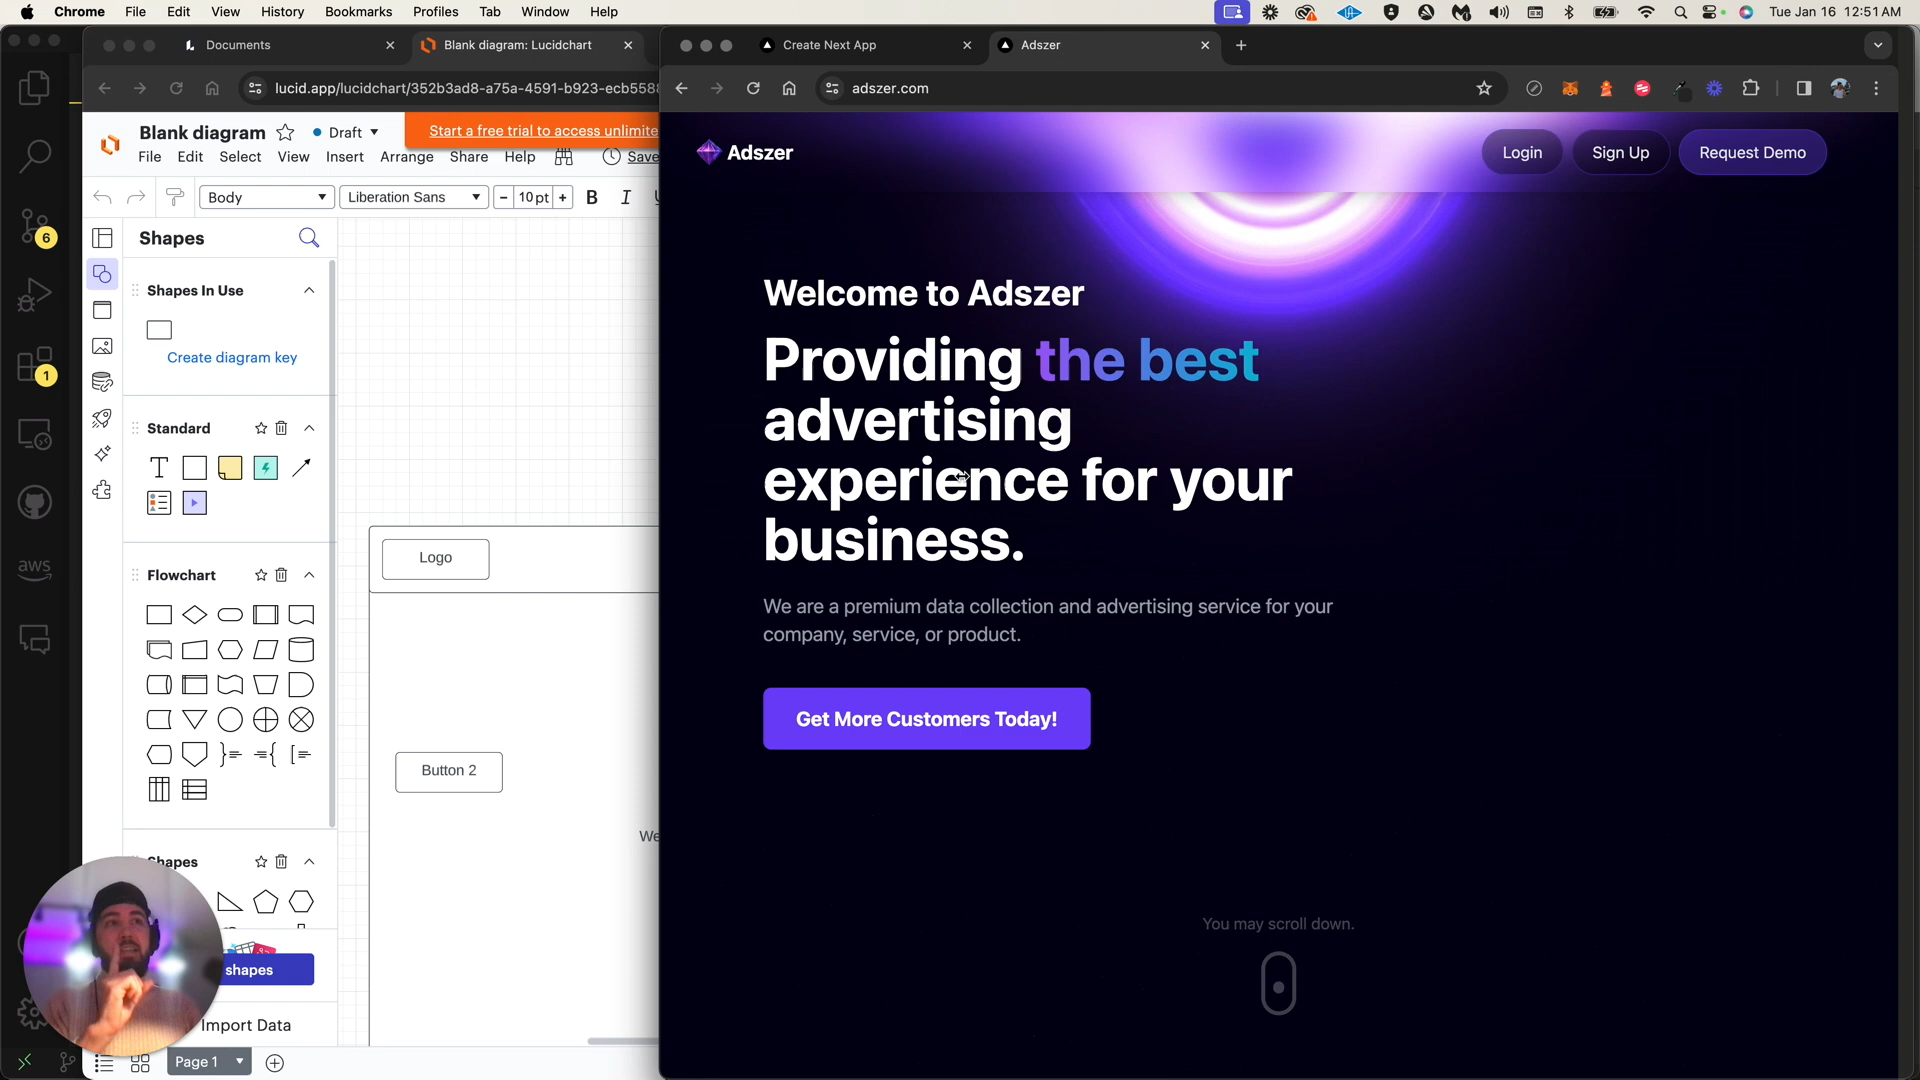 Chrome File Edit View History Bookmarks Profiles Tab Window Help
Tue Jan 16 12:51 AM
Documents
Blank diagram: Lucidchart
lucid.app/lucidchart/352b3ad8-a75a-4591-b923-ecb5588
Blank diagram
Draft
Start a free trial to access unlimite
File Edit Select View Insert Arrange Share Help
Save
Body
Liberation Sans
10 pt
B I U
Shapes
Shapes In Use
Create diagram key
Standard
T
Flowchart
Shapes
shapes
Import Data
Page 1
6
1
aws
Logo
Button 2
We
Create Next App
Adszer
adszer.com
Adszer
Login
Sign Up
Request Demo
Welcome to Adszer
Providing the best
advertising
experience for your
business.
We are a premium data collection and advertising service for your
company, service, or product.
Get More Customers Today!
You may scroll down.